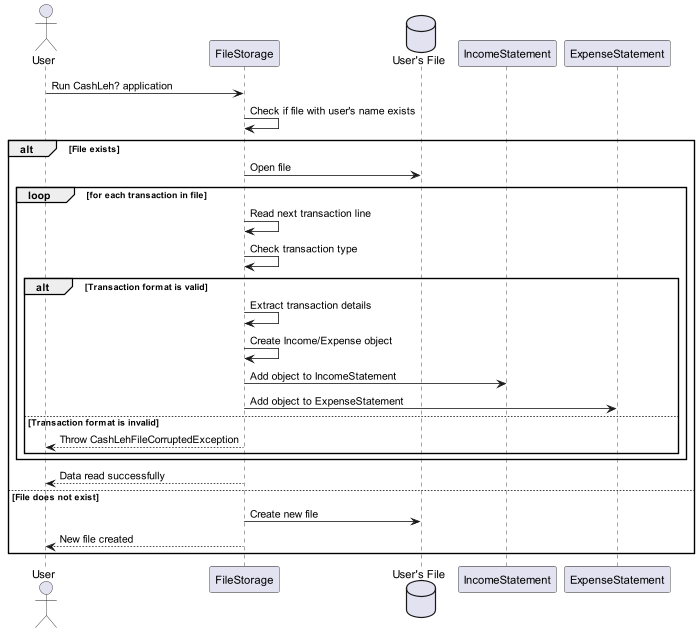 User
FileStorage
User's File
IncomeStatement
ExpenseStatement
Run CashLeh? application
Check if file with user's name exists
alt
[File exists]
Open file
loop
[for each transaction in file]
Read next transaction line
Check transaction type
alt
[Transaction format is valid]
Extract transaction details
Create Income/Expense object
Add object to IncomeStatement
Add object to ExpenseStatement
[Transaction format is invalid]
Throw CashLehFileCorruptedException
Data read successfully
[File does not exist]
Create new file
New file created
User
FileStorage
User's File
IncomeStatement
ExpenseStatement